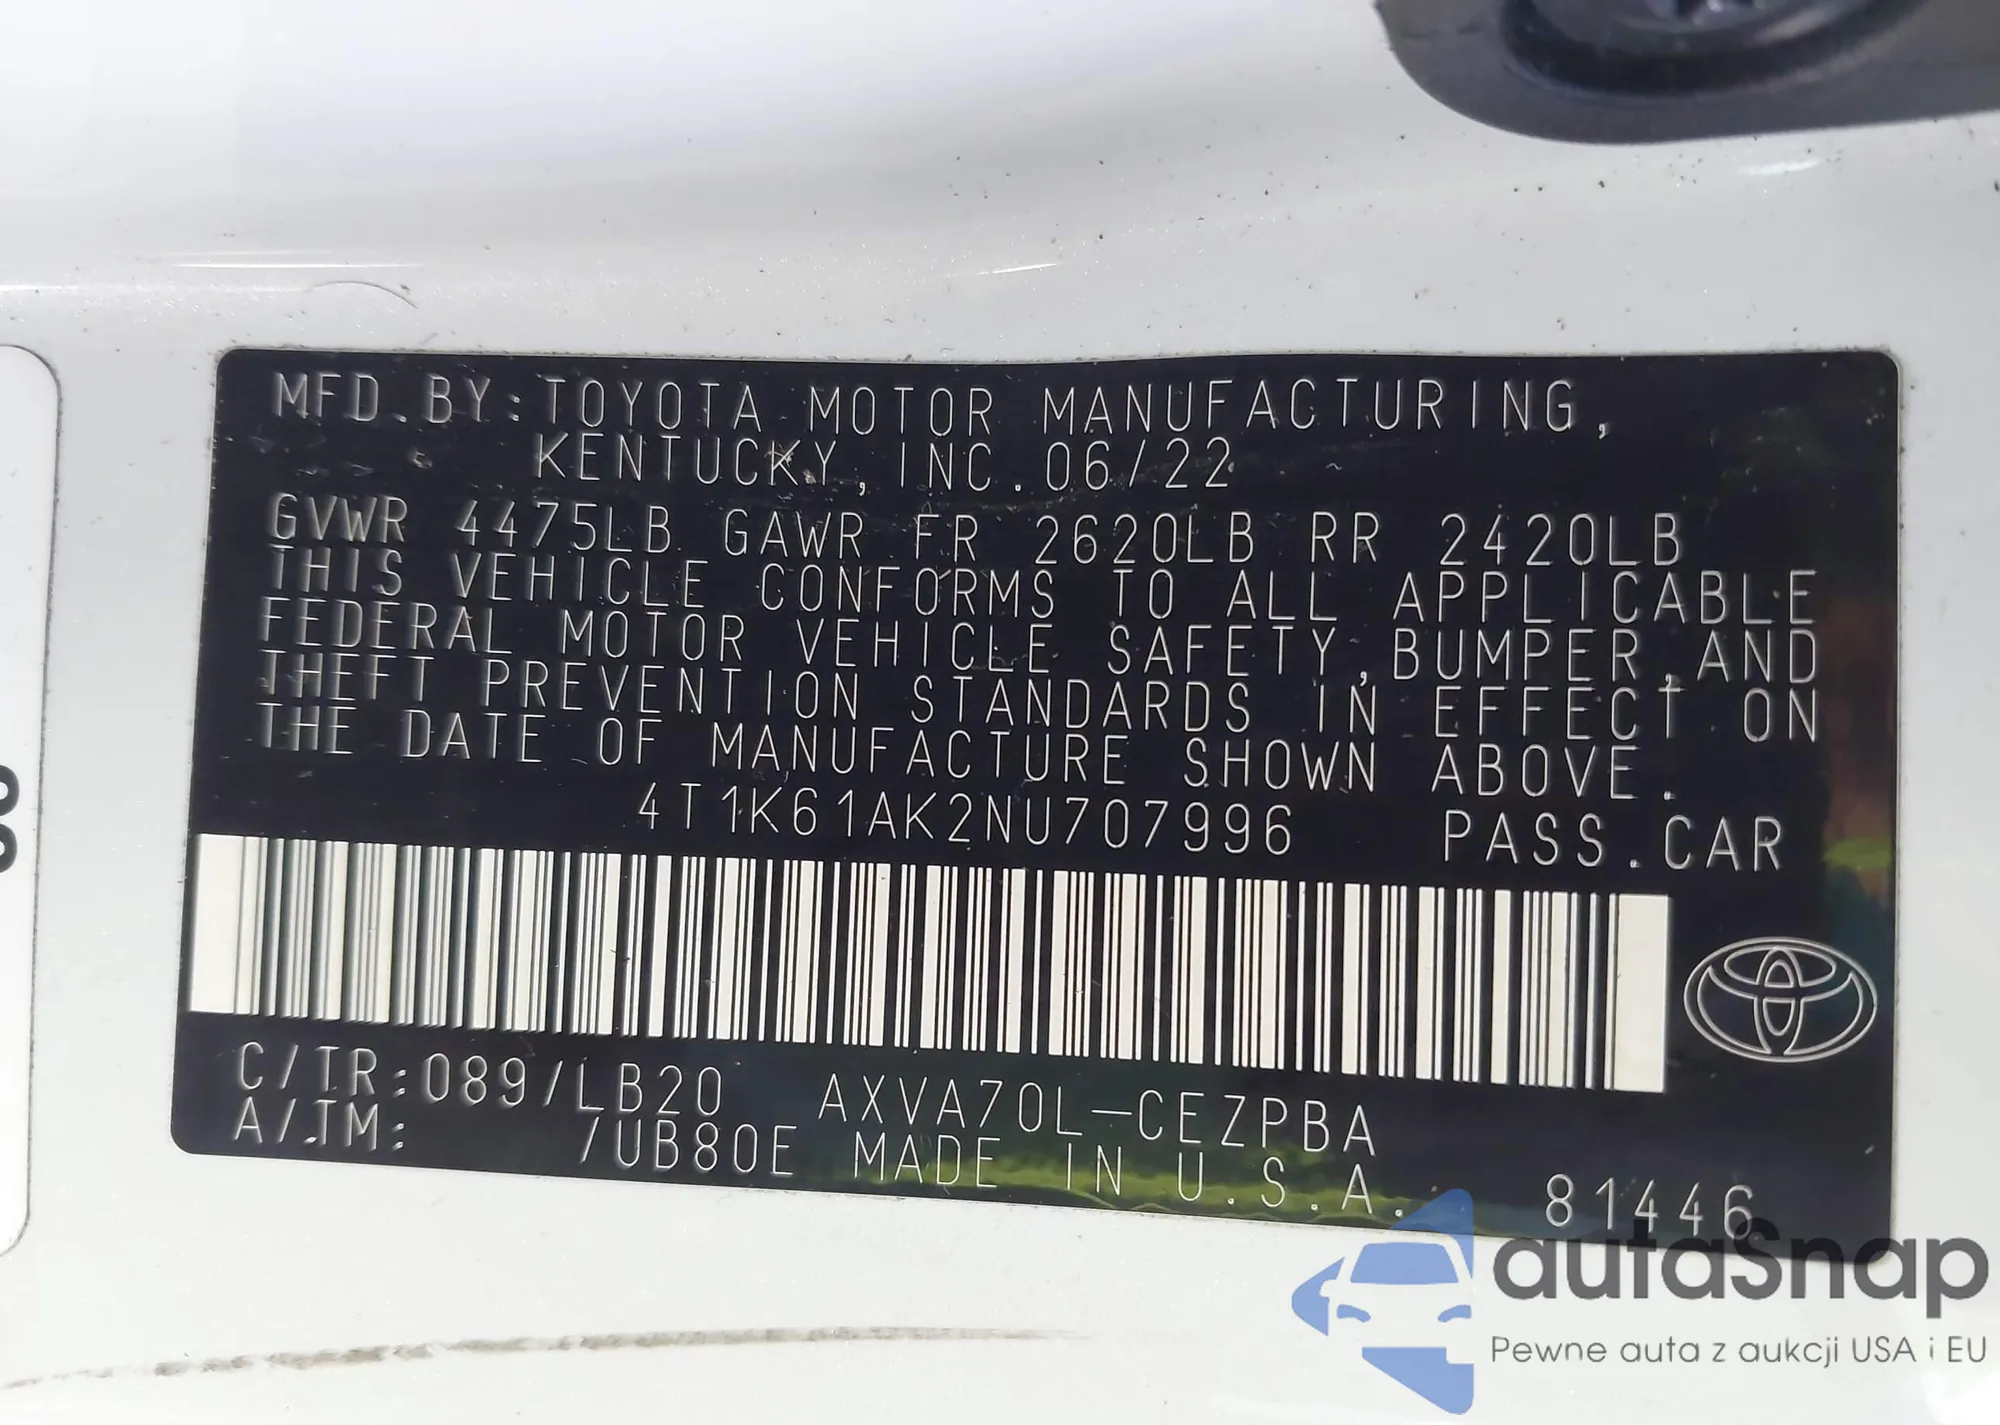 MFD.BY:TOYOTA MOTOR MANUFACTURING,
KENTUCKY,INC.06/22
GVWR 4475LB GAWR FR 2620LB RR 2420LB
THIS VEHICLE CONFORMS TO ALL APPLICABLE
FEDERAL MOTOR VEHICLE SAFETY,BUMPER,AND
THEFT PREVENTION STANDARDS IN EFFECT ON
THE DATE OF MANUFACTURE SHOWN ABOVE.
4T1K61AK2NU707996 PASS.CAR
C/TR:089/LB20 AXVA70L-CEZPBA
A/TM: /UB80E MADE IN U.S.A. 81446
autaSnap
Pewne auta z aukcji USA i EU